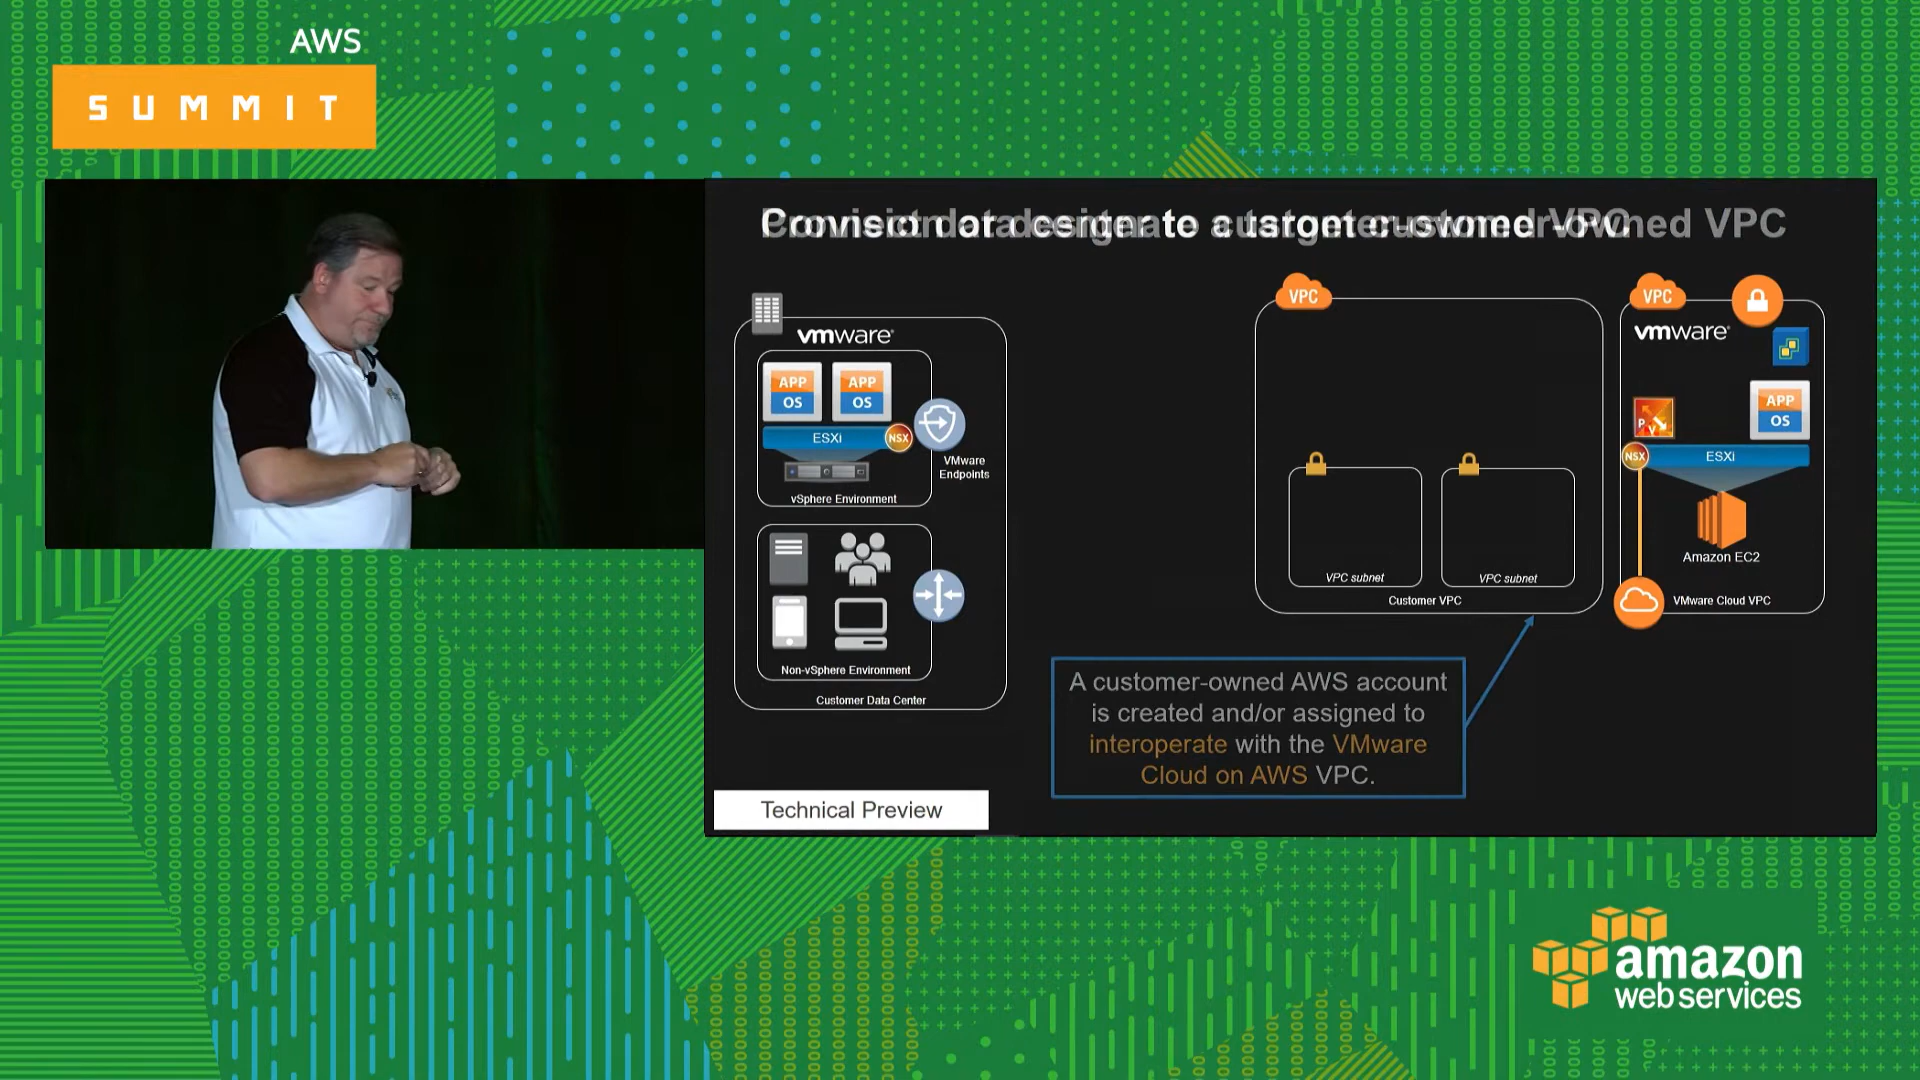 AWS
SUMMIT
vmware
APP
OS
APP
OS
ESXi
NSX
VMware
Endpoints
vSphere Environment
Non-vSphere Environment
Customer Data Center
VPC
VPC subnet
VPC subnet
Customer VPC
VPC
vmware
APP
OS
NSX
ESXi
Amazon EC2
VMware Cloud VPC
A customer-owned AWS account
is created and/or assigned to
interoperate with the VMware
Cloud on AWS VPC.
Technical Preview
amazon
web services